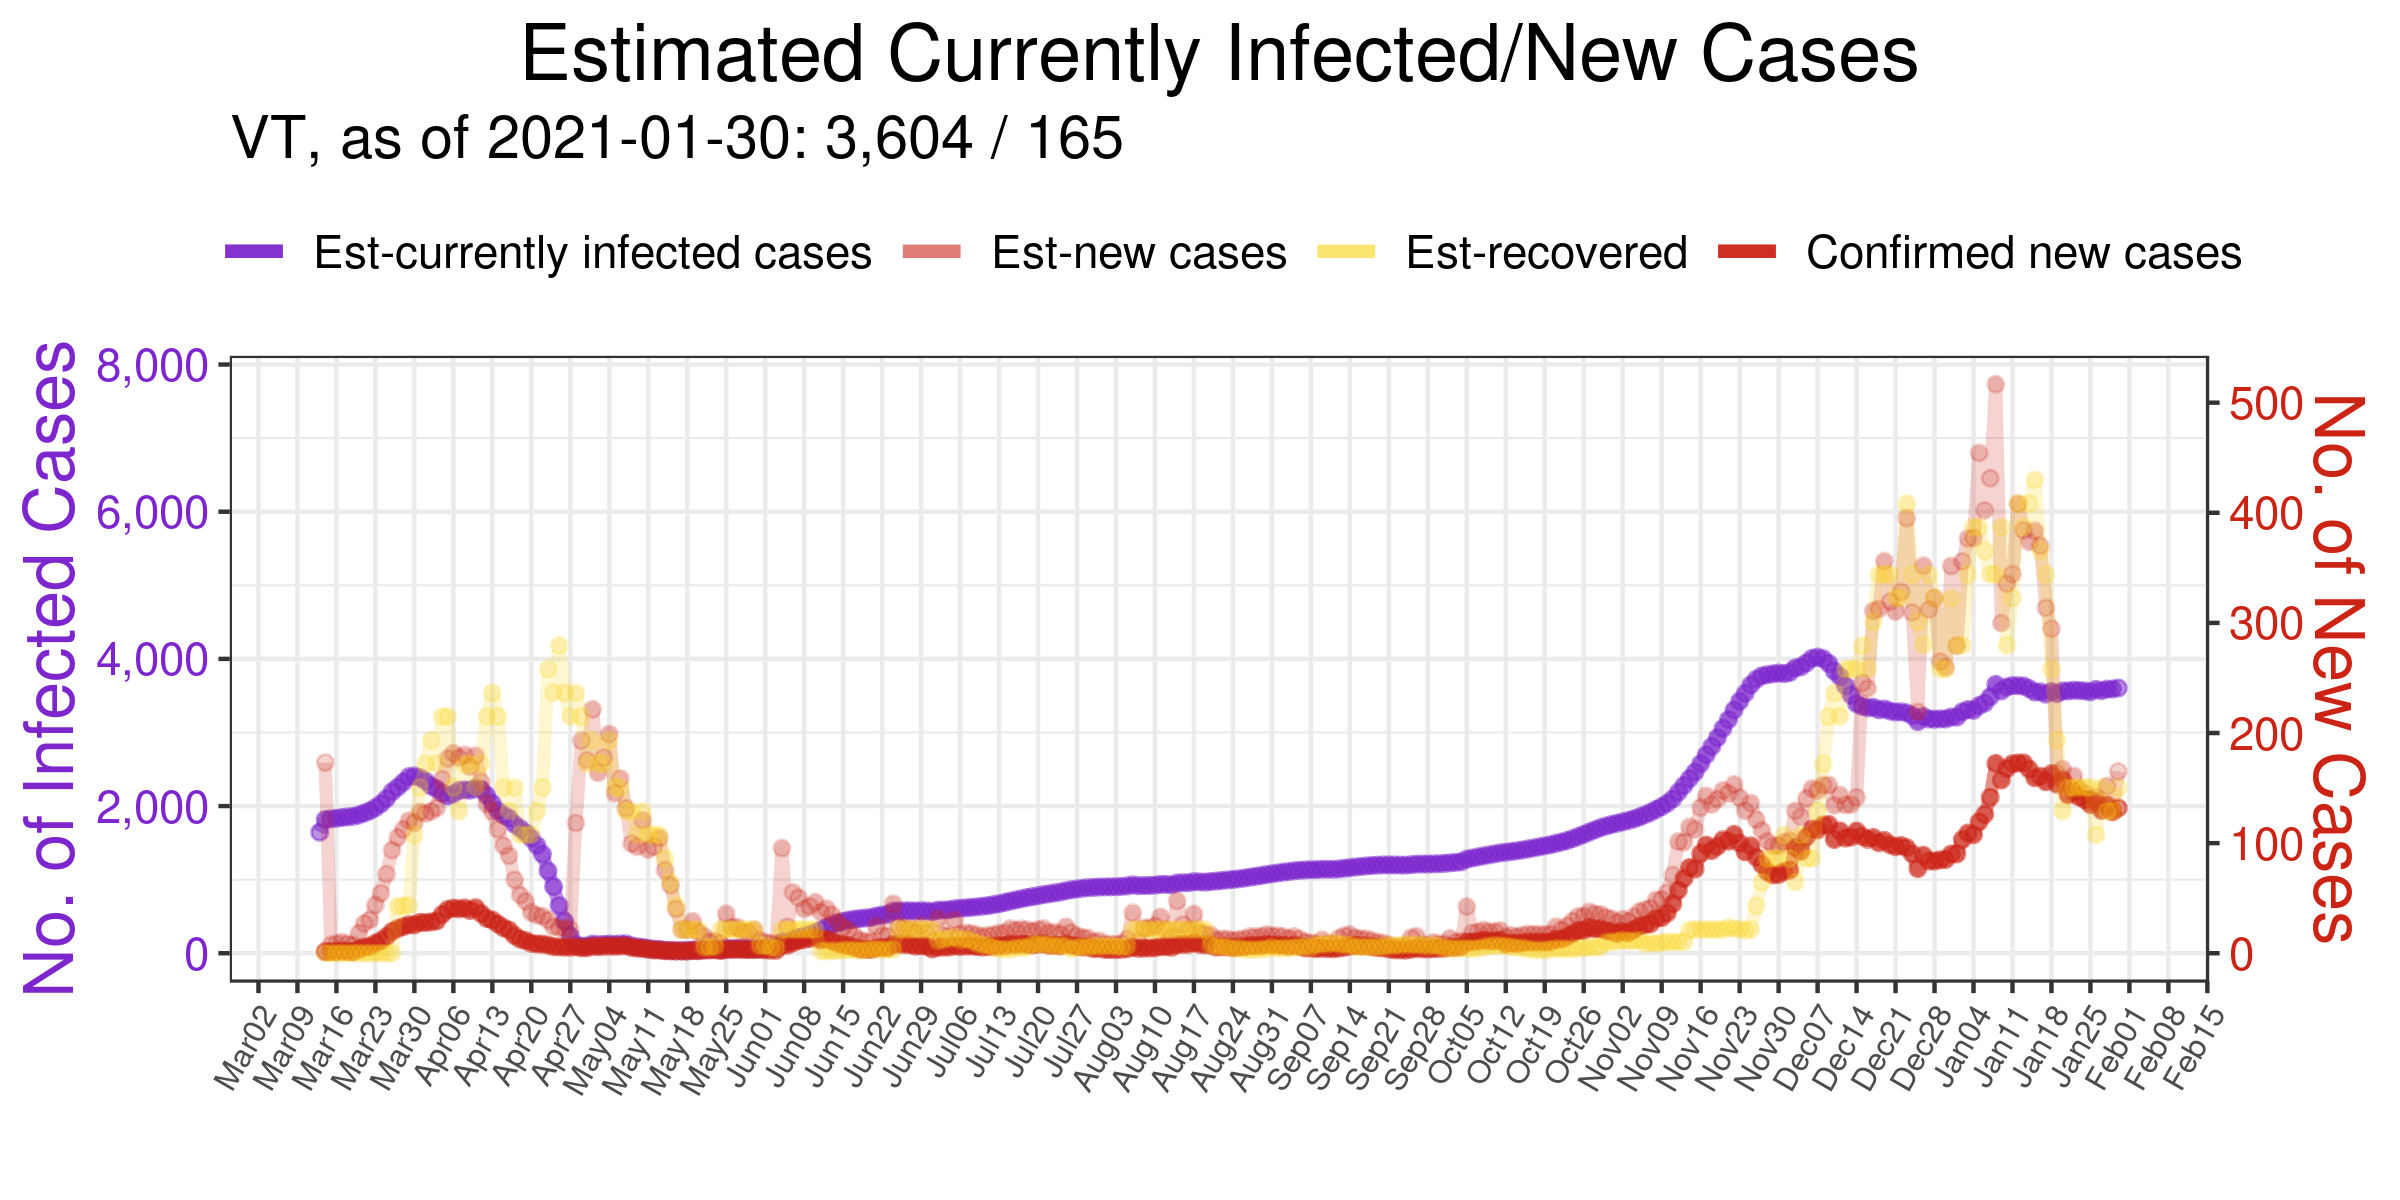 Estimated Currently Infected/New Cases
VT, as of 2021-01-30: 3,604 / 165
Est-currently infected cases
Est-new cases
Est-recovered
Confirmed new cases
No. of Infected Cases
8,000
6,000
4,000
2,000
0
No. of New Cases
500
400
300
200
100
0
Mar02
Mar09
Mar16
Mar23
Mar30
Apr06
Apr13
Apr20
Apr27
May04
May11
May18
May25
Jun01
Jun08
Jun15
Jun22
Jun29
Jul06
Jul13
Jul20
Jul27
Aug03
Aug10
Aug17
Aug24
Aug31
Sep07
Sep14
Sep21
Sep28
Oct05
Oct12
Oct19
Oct26
Nov02
Nov09
Nov16
Nov23
Nov30
Dec07
Dec14
Dec21
Dec28
Jan04
Jan11
Jan18
Jan25
Feb01
Feb08
Feb15